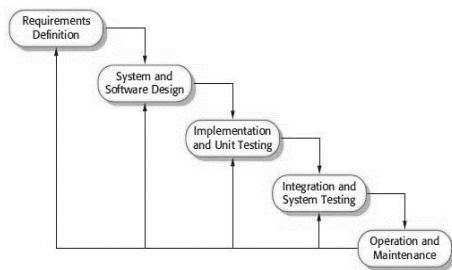 Requirements
Definition
System and
Software Design
Implementation
and Unit Testing
Integration and
System Testing
Operation and
Maintenance